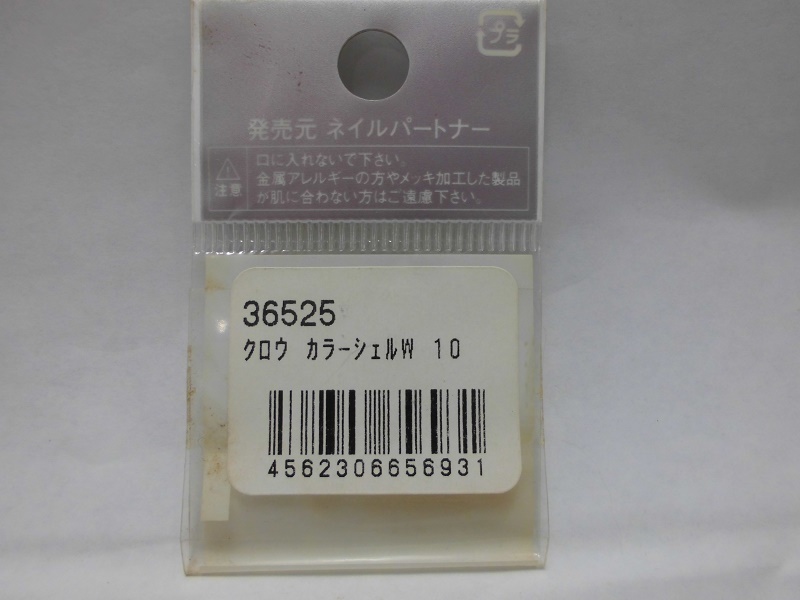 プラ
発売元 ネイルパートナー
注意
口に入れないで下さい。
金属アレルギーの方やメッキ加工した製品
が肌に合わない方はご遠慮下さい。
36525
クロウ カラーシェルW 10
4562306656931